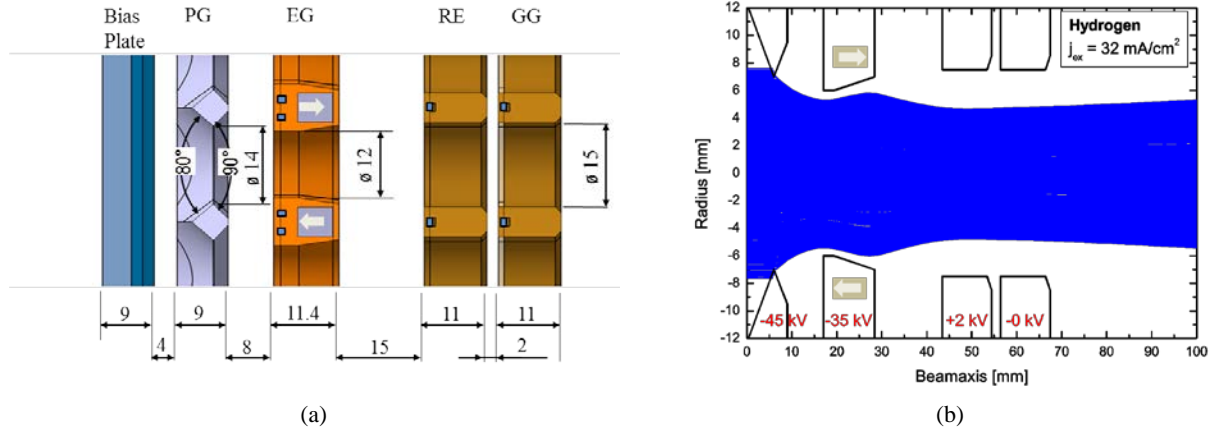 Bias
Plate
PG
EG
RE
GG
80°
90°
ø 14
ø 12
ø 15
9
9
11.4
11
11
4
8
15
2
(a)
Hydrogen
j_ex = 32 mA/cm²
12
10
8
6
4
2
0
-2
-4
-6
-8
-10
-12
Radius [mm]
-45 kV
-35 kV
+2 kV
-0 kV
0 10 20 30 40 50 60 70 80 90 100
Beamaxis [mm]
(b)